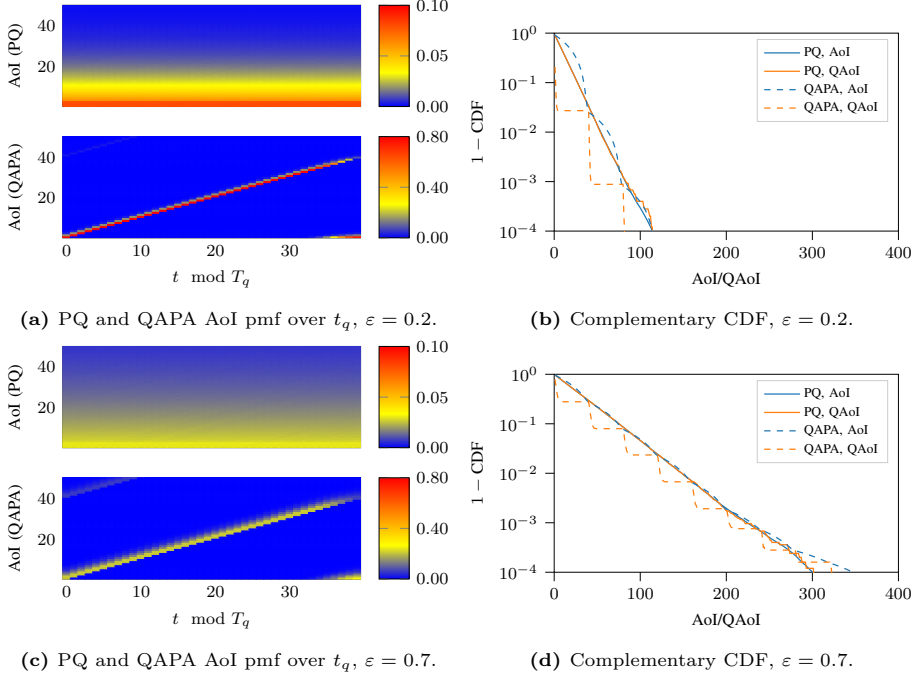 AoI (PQ)
40
20
0.10
0.05
0.00
AoI (QAPA)
40
20
0.80
0.40
0.00
0 10 20 30
t mod T_q
(a) PQ and QAPA AoI pmf over t_q, ε = 0.2.
1 − CDF
10^0
10^−1
10^−2
10^−3
10^−4
PQ, AoI
PQ, QAoI
QAPA, AoI
QAPA, QAoI
0 100 200 300 400
AoI/QAoI
(b) Complementary CDF, ε = 0.2.
AoI (PQ)
40
20
0.10
0.05
0.00
AoI (QAPA)
40
20
0.80
0.40
0.00
0 10 20 30
t mod T_q
(c) PQ and QAPA AoI pmf over t_q, ε = 0.7.
1 − CDF
10^0
10^−1
10^−2
10^−3
10^−4
PQ, AoI
PQ, QAoI
QAPA, AoI
QAPA, QAoI
0 100 200 300 400
AoI/QAoI
(d) Complementary CDF, ε = 0.7.